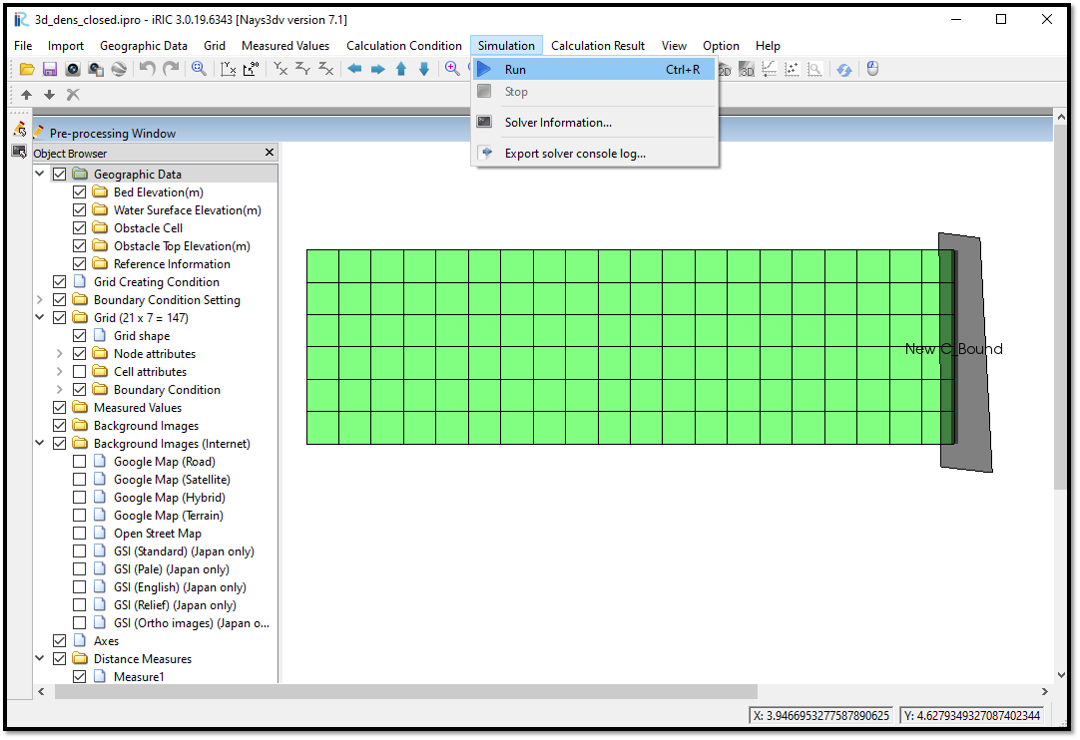 3d_dens_closed.ipro - iRIC 3.0.19.6343 [Nays3dv version 7.1]
File Import Geographic Data Grid Measured Values Calculation Condition Simulation Calculation Result View Option Help
Run Ctrl+R
Stop
Solver Information...
Export solver console log...
Pre-processing Window
Object Browser
Geographic Data
Bed Elevation(m)
Water Sureface Elevation(m)
Obstacle Cell
Obstacle Top Elevation(m)
Reference Information
Grid Creating Condition
Boundary Condition Setting
Grid (21 x 7 = 147)
Grid shape
Node attributes
Cell attributes
Boundary Condition
Measured Values
Background Images
Background Images (Internet)
Google Map (Road)
Google Map (Satellite)
Google Map (Hybrid)
Google Map (Terrain)
Open Street Map
GSI (Standard) (Japan only)
GSI (Pale) (Japan only)
GSI (English) (Japan only)
GSI (Relief) (Japan only)
GSI (Ortho images) (Japan o...
Axes
Distance Measures
Measure1
New C_Bound
X: 3.9466953277587890625 Y: 4.6279349327087402344